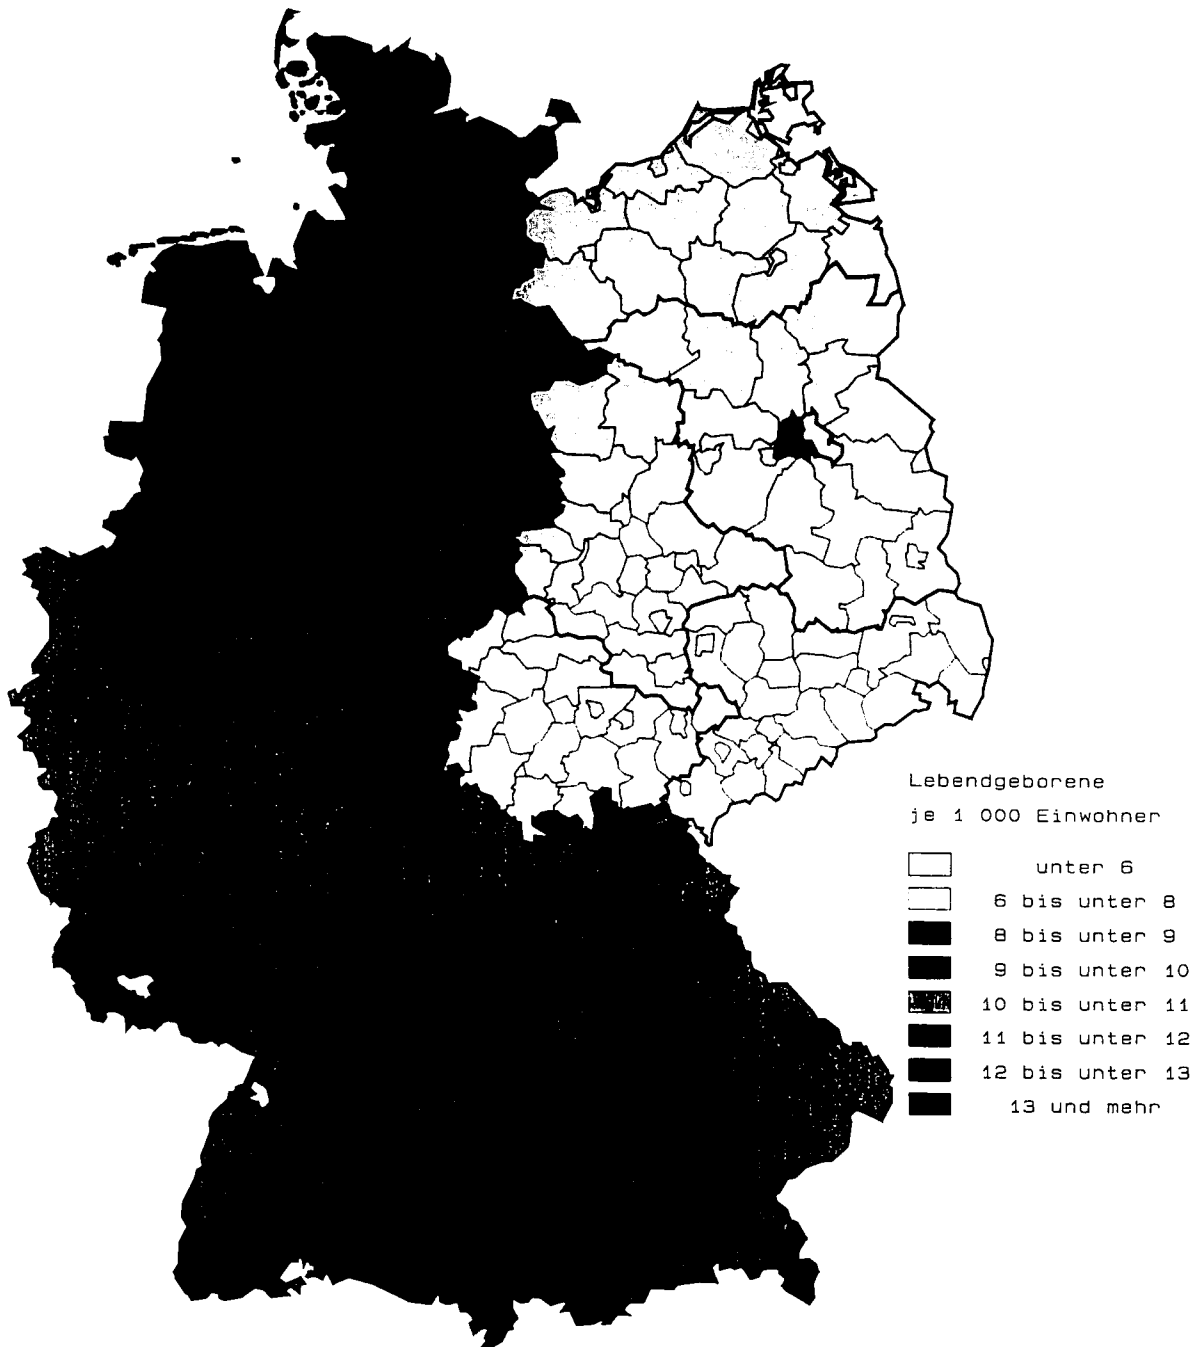 Lebendgeborene
je 1 000 Einwohner
unter 6
6 bis unter 8
8 bis unter 9
9 bis unter 10
10 bis unter 11
11 bis unter 12
12 bis unter 13
13 und mehr